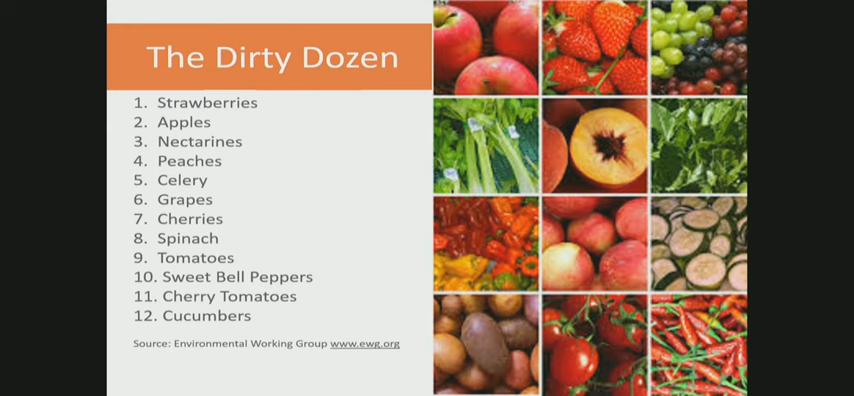 The Dirty Dozen
1. Strawberries
2. Apples
3. Nectarines
4. Peaches
5. Celery
6. Grapes
7. Cherries
8. Spinach
9. Tomatoes
10. Sweet Bell Peppers
11. Cherry Tomatoes
12. Cucumbers
Source: Environmental Working Group www.ewg.org